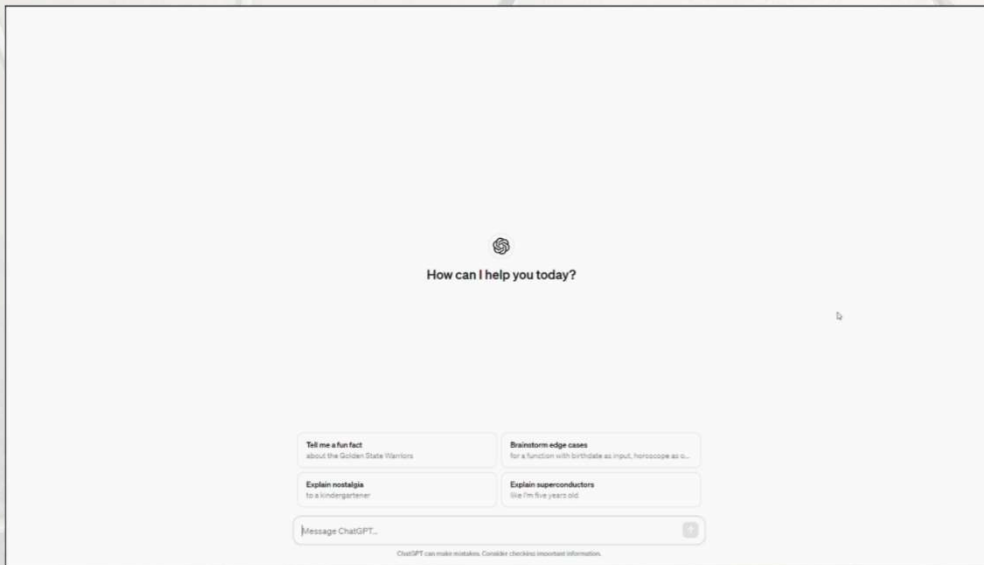 How can I help you today?
Tell me a fun fact
about the Golden State Warriors
Brainstorm edge cases
for a function with birthdate as input, horoscope as o...
Explain nostalgia
to a kindergartener
Explain superconductors
like I'm five years old
Message ChatGPT...
ChatGPT can make mistakes. Consider checking important information.